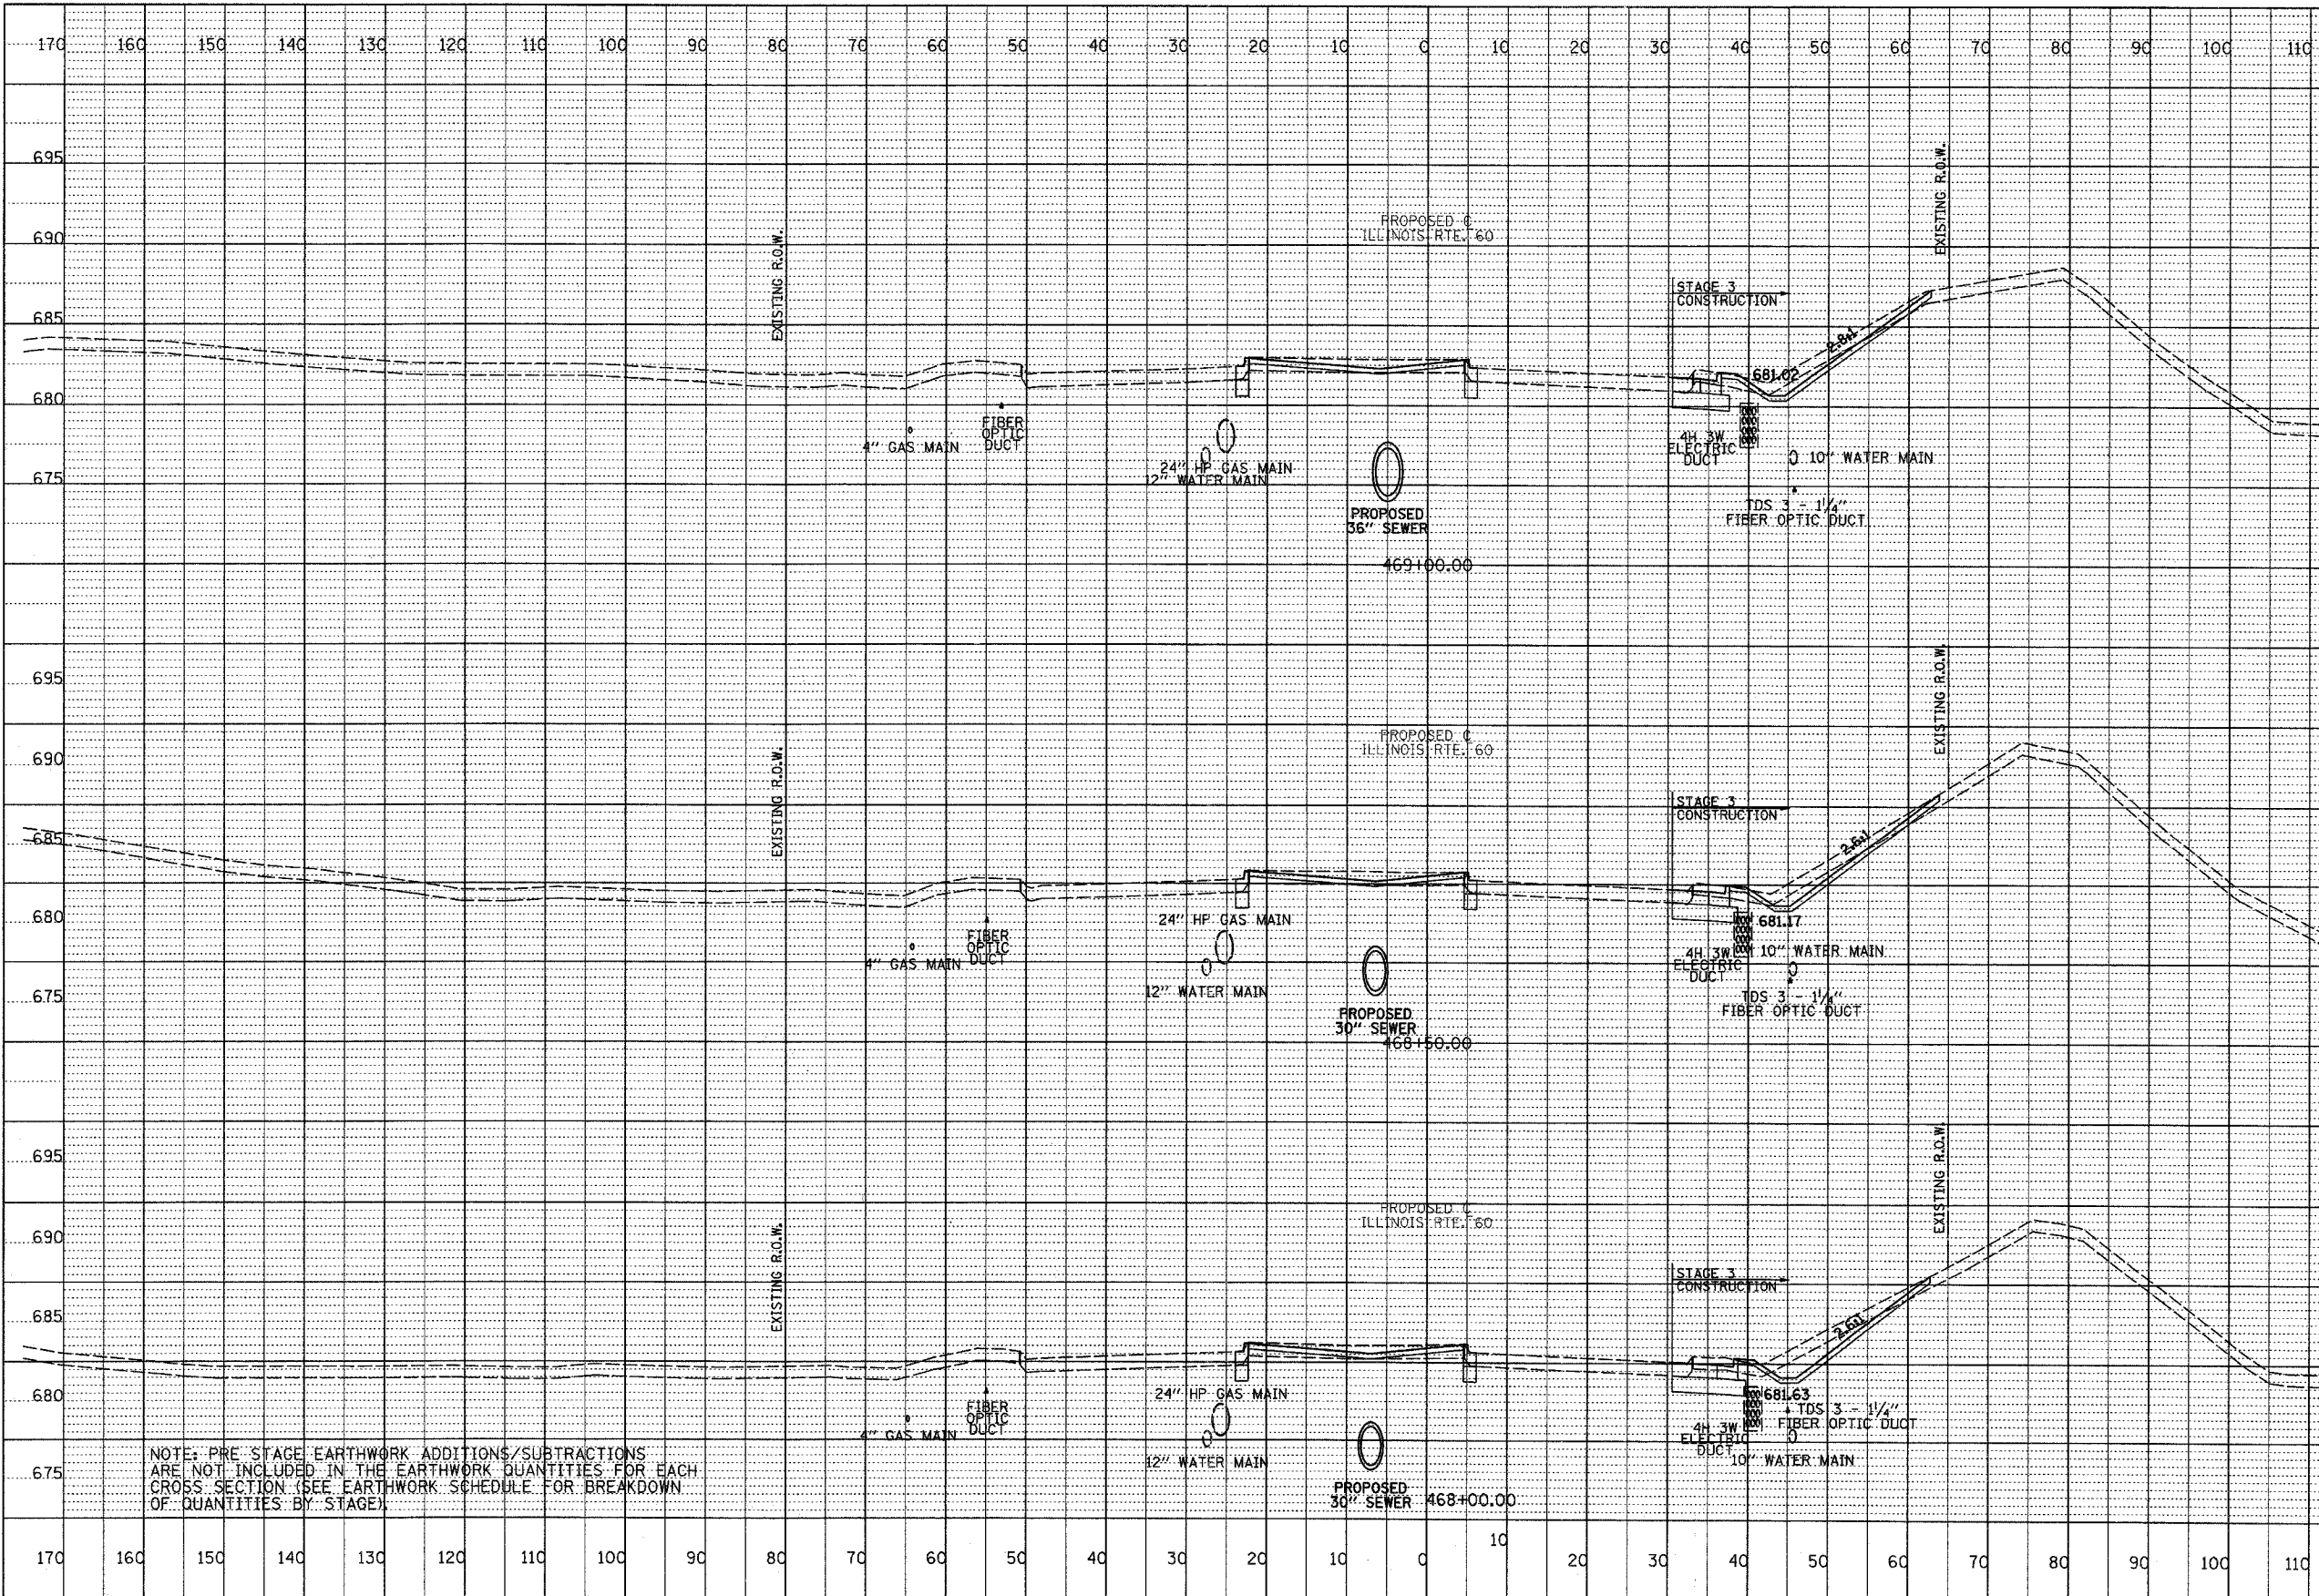 170 160 150 140 130 120 110 100 90 80 70 60 50 40 30 20 10 0 10 20 30 40 50 60 70 80 90 100 110
695
EXISTING R.O.W.
690
EXISTING R.O.W.
PROPOSED ℄
ILLINOIS RTE. 60
STAGE 3
CONSTRUCTION
685
2.8:1
681.02
680
4" GAS MAIN
FIBER
OPTIC
DUCT
24" HP GAS MAIN
12" WATER MAIN
4H 3W
ELECTRIC
DUCT
10" WATER MAIN
675
PROPOSED
36" SEWER
TDS 3 - 1¼"
FIBER OPTIC DUCT
469+00.00
695
EXISTING R.O.W.
690
EXISTING R.O.W.
PROPOSED ℄
ILLINOIS RTE. 60
STAGE 3
CONSTRUCTION
685
2.6:1
680
24" HP GAS MAIN
681.17
4" GAS MAIN
FIBER
OPTIC
DUCT
4H 3W
ELECTRIC
DUCT
10" WATER MAIN
675
12" WATER MAIN
TDS 3 - 1¼"
FIBER OPTIC DUCT
PROPOSED
30" SEWER
468+50.00
695
EXISTING R.O.W.
690
EXISTING R.O.W.
PROPOSED ℄
ILLINOIS RTE. 60
STAGE 3
CONSTRUCTION
685
2.6:1
680
24" HP GAS MAIN
681.63
4" GAS MAIN
FIBER
OPTIC
DUCT
TDS 3 - 1¼"
FIBER OPTIC DUCT
4H 3W
ELECTRIC
DUCT
10" WATER MAIN
12" WATER MAIN
675
NOTE: PRE STAGE EARTHWORK ADDITIONS/SUBTRACTIONS
ARE NOT INCLUDED IN THE EARTHWORK QUANTITIES FOR EACH
CROSS SECTION (SEE EARTHWORK SCHEDULE FOR BREAKDOWN
OF QUANTITIES BY STAGE).
PROPOSED
30" SEWER
468+00.00
170 160 150 140 130 120 110 100 90 80 70 60 50 40 30 20 10 0 10 20 30 40 50 60 70 80 90 100 110